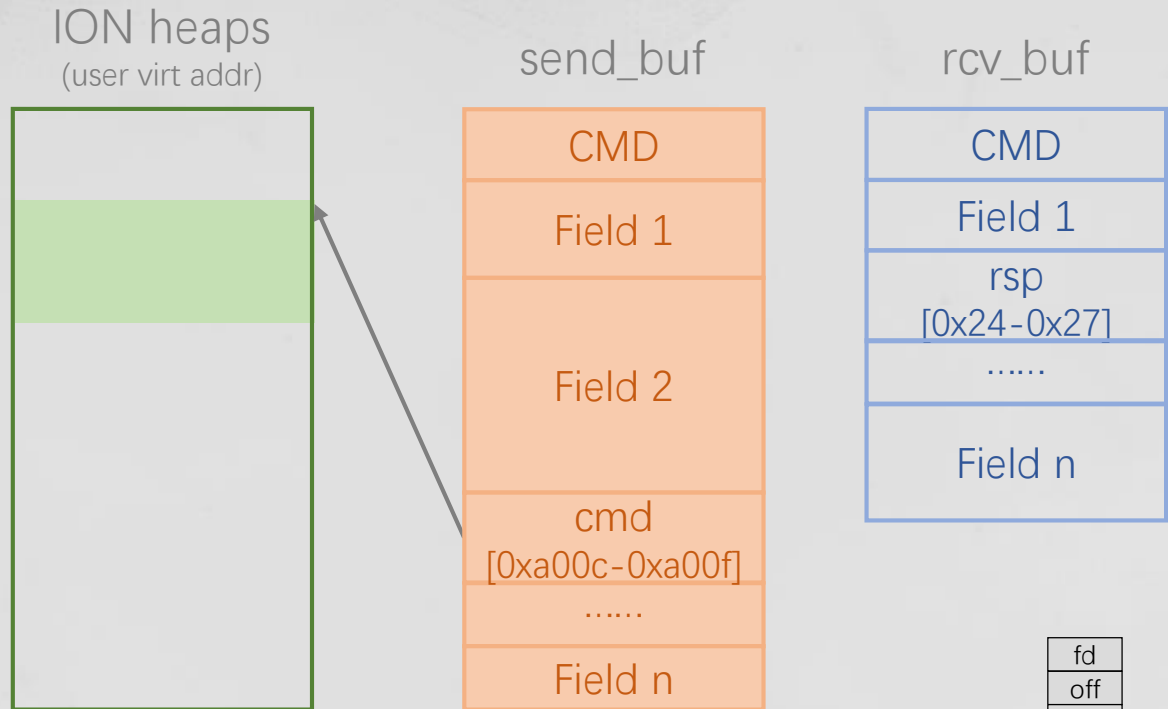 ION heaps
(user virt addr)
send_buf
CMD
Field 1
Field 2
cmd
[0xa00c-0xa00f]
……
Field n
rcv_buf
CMD
Field 1
rsp
[0x24-0x27]
……
Field n
fd
off